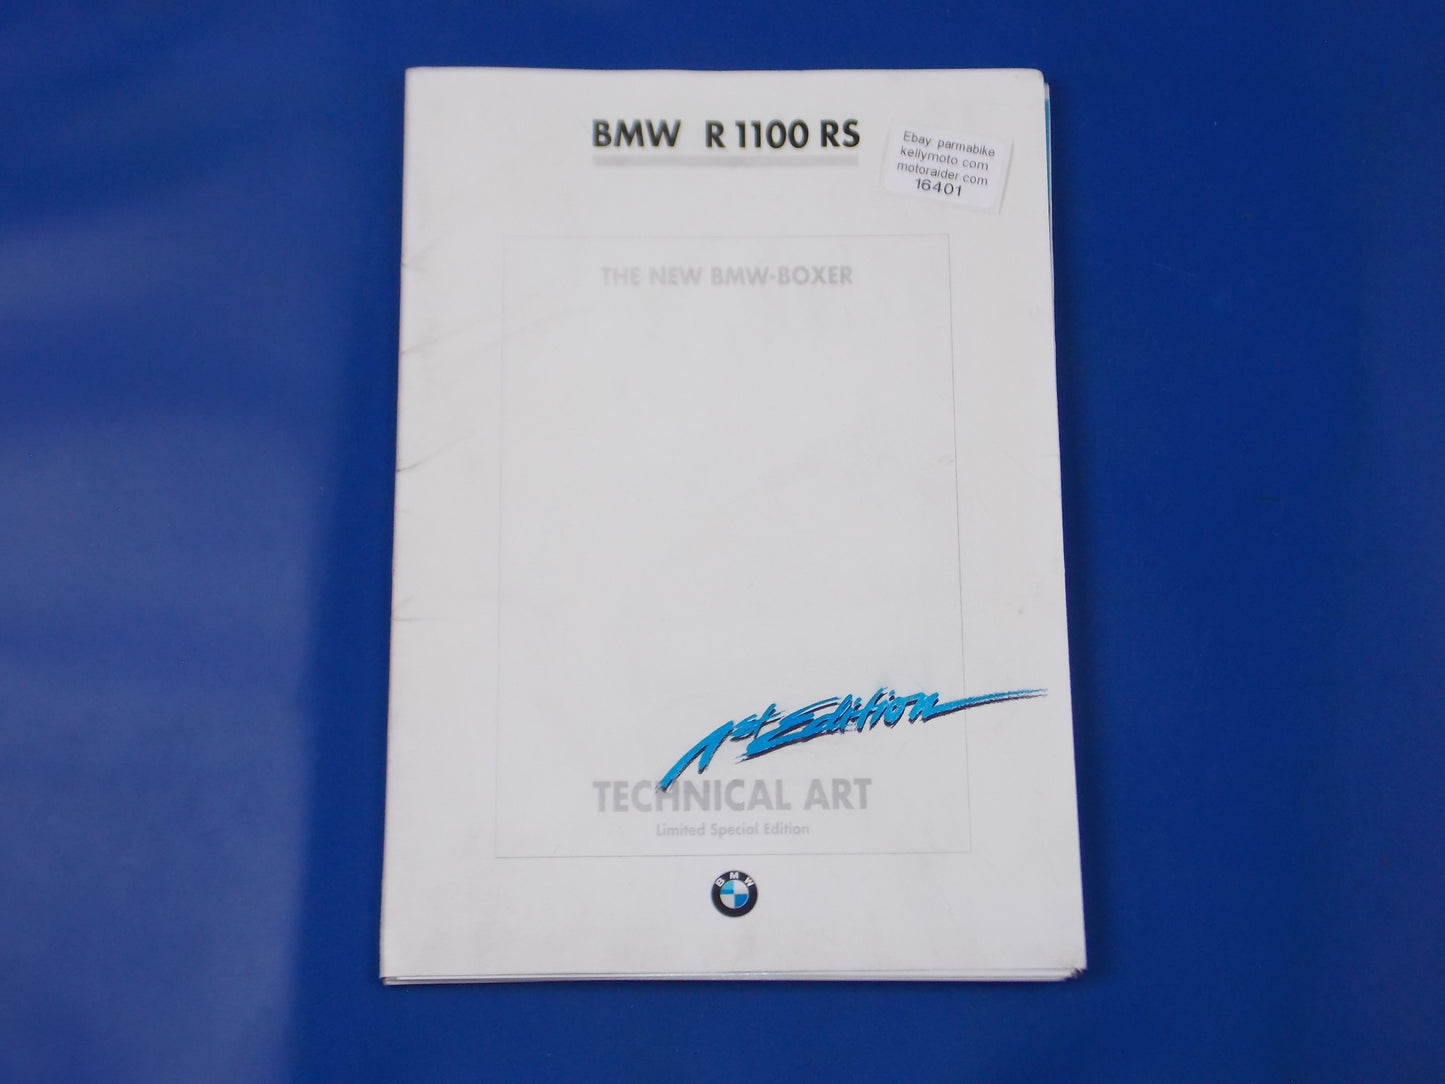 BMW R 1100 RS
Ebay parmabike
kellymoto com
motoraider.com
16401
THE NEW BMW-BOXER
1st Edition
TECHNICAL ART
Limited Special Edition
BMW